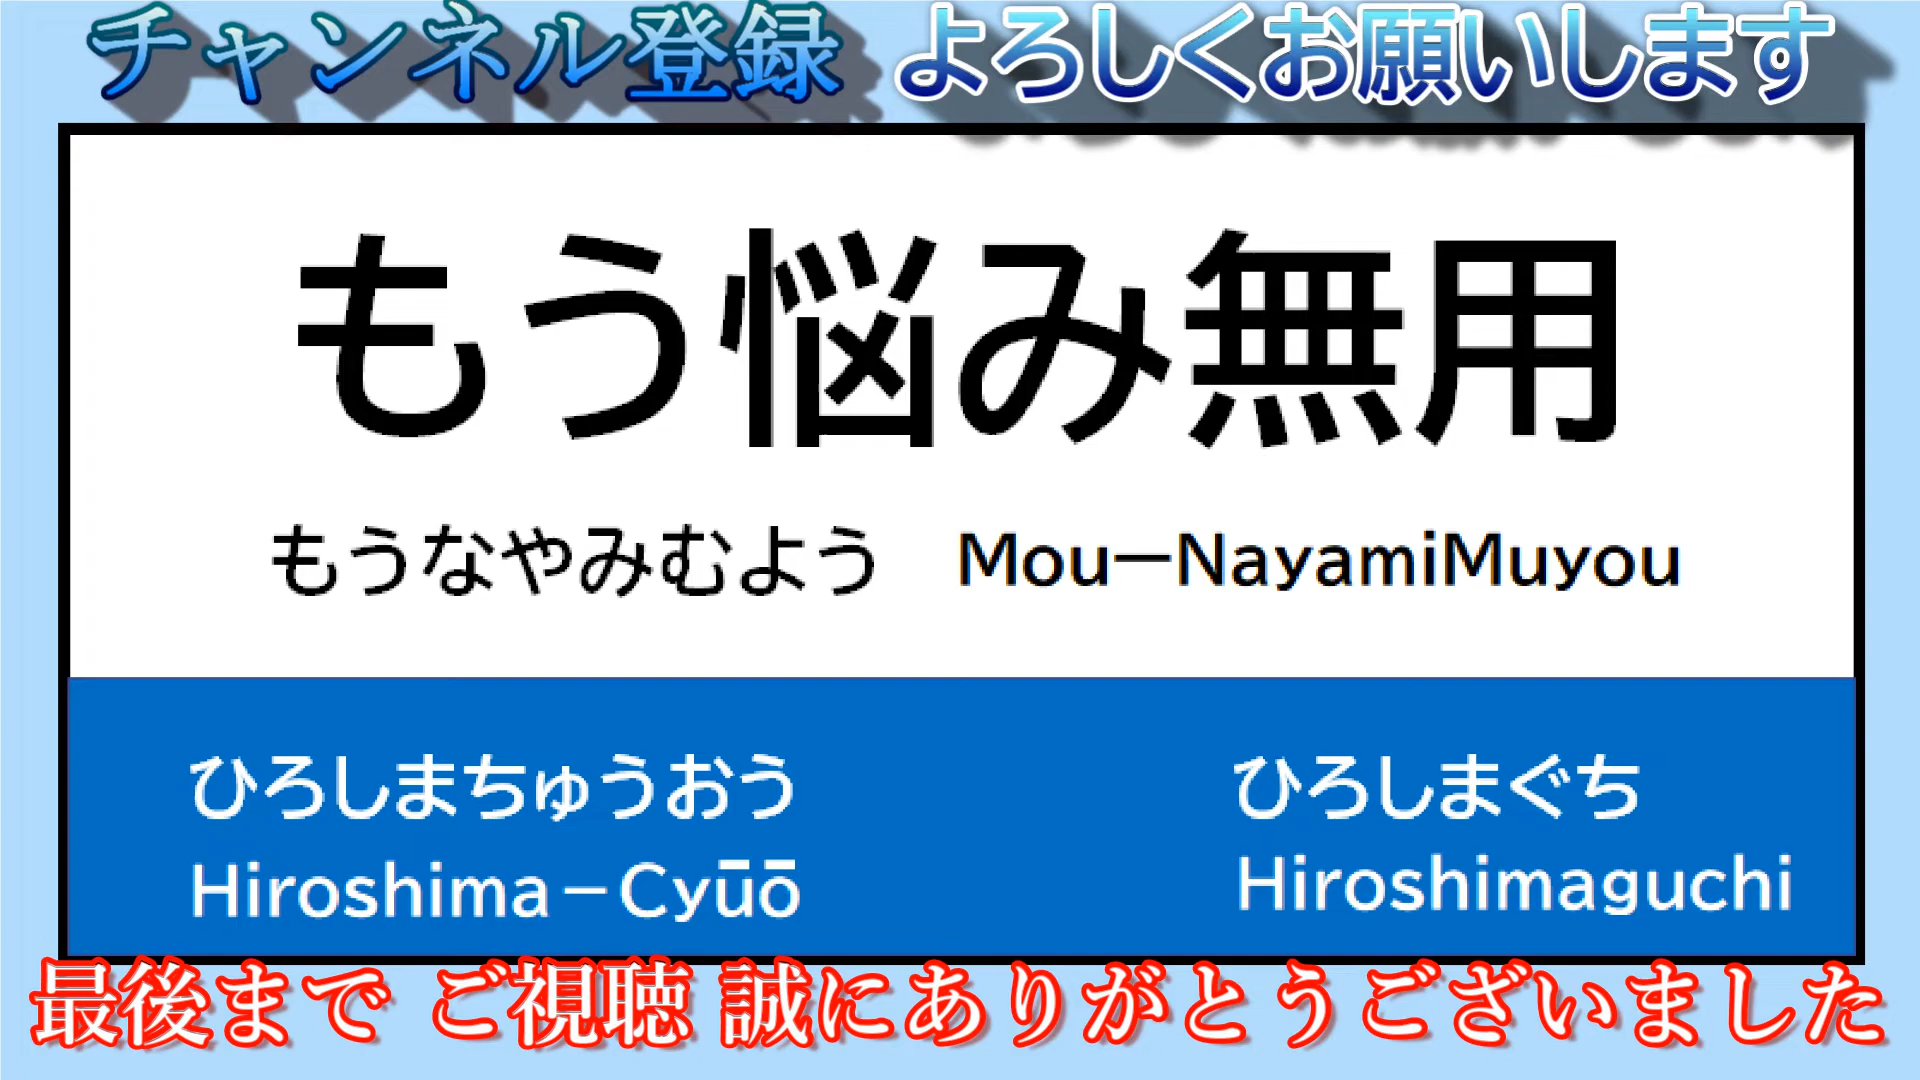 チャンネル登録 よろしくお願いします
もう悩み無用
もうなやみむよう Mou－NayamiMuyou
ひろしまちゅうおう ひろしまぐち
Hiroshima－Cyūō Hiroshimaguchi
最後まで ご視聴 誠にありがとうございました